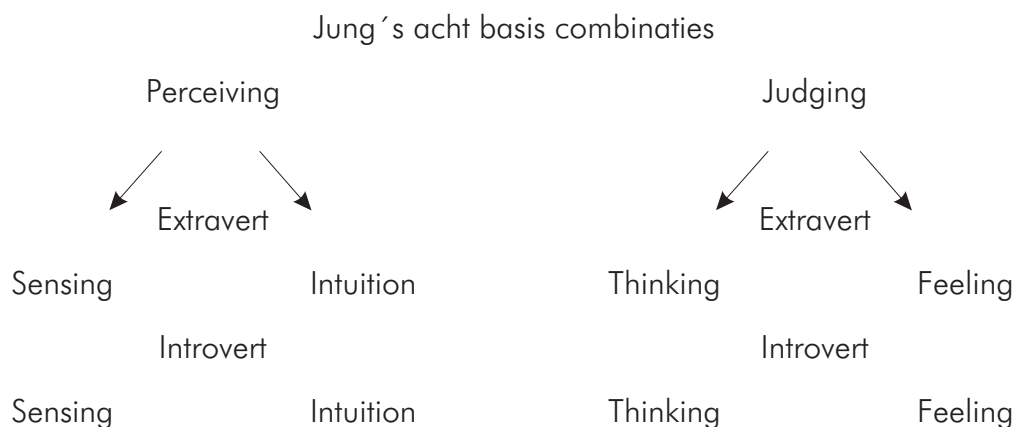 Jung´s acht basis combinaties
Perceiving Judging
Extravert Extravert
Sensing Intuition Thinking Feeling
Introvert Introvert
Sensing Intuition Thinking Feeling